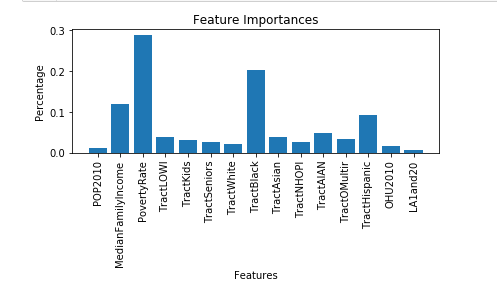 Feature Importances
Percentage
0.3
0.2
0.1
0.0
POP2010
MedianFamilyIncome
PovertyRate
TractLOWI
TractKids
TractSeniors
TractWhite
TractBlack
TractAsian
TractNHOPI
TractAIAN
TractOMultir
TractHispanic
OHU2010
LA1and20
Features